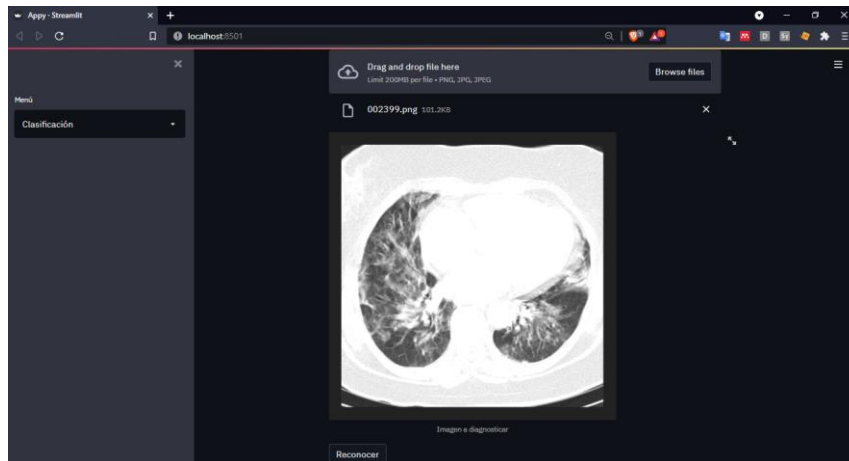 Appy · Streamlit
localhost:8501
Menú
Clasificación
Drag and drop file here
Limit 200MB per file • PNG, JPG, JPEG
Browse files
002399.png 101.2KB
Imagen a diagnosticar
Reconocer